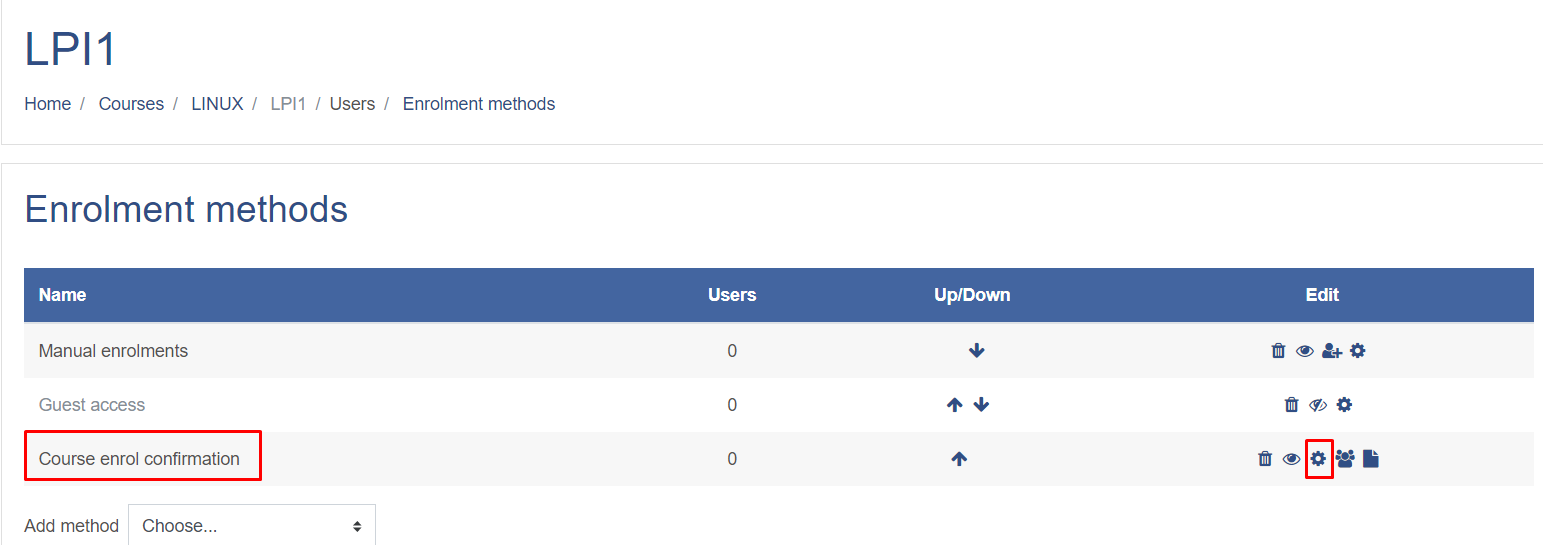 LPI1
Home / Courses / LINUX / LPI1 / Users / Enrolment methods
Enrolment methods
Name Users Up/Down Edit
Manual enrolments 0
Guest access 0
Course enrol confirmation 0
Add method Choose...